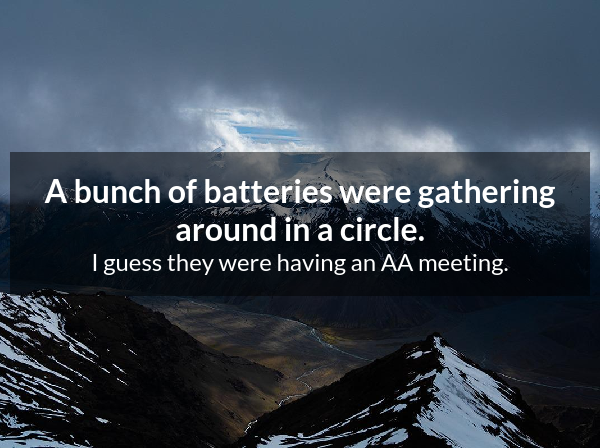 A bunch of batteries were gathering
around in a circle.
I guess they were having an AA meeting.